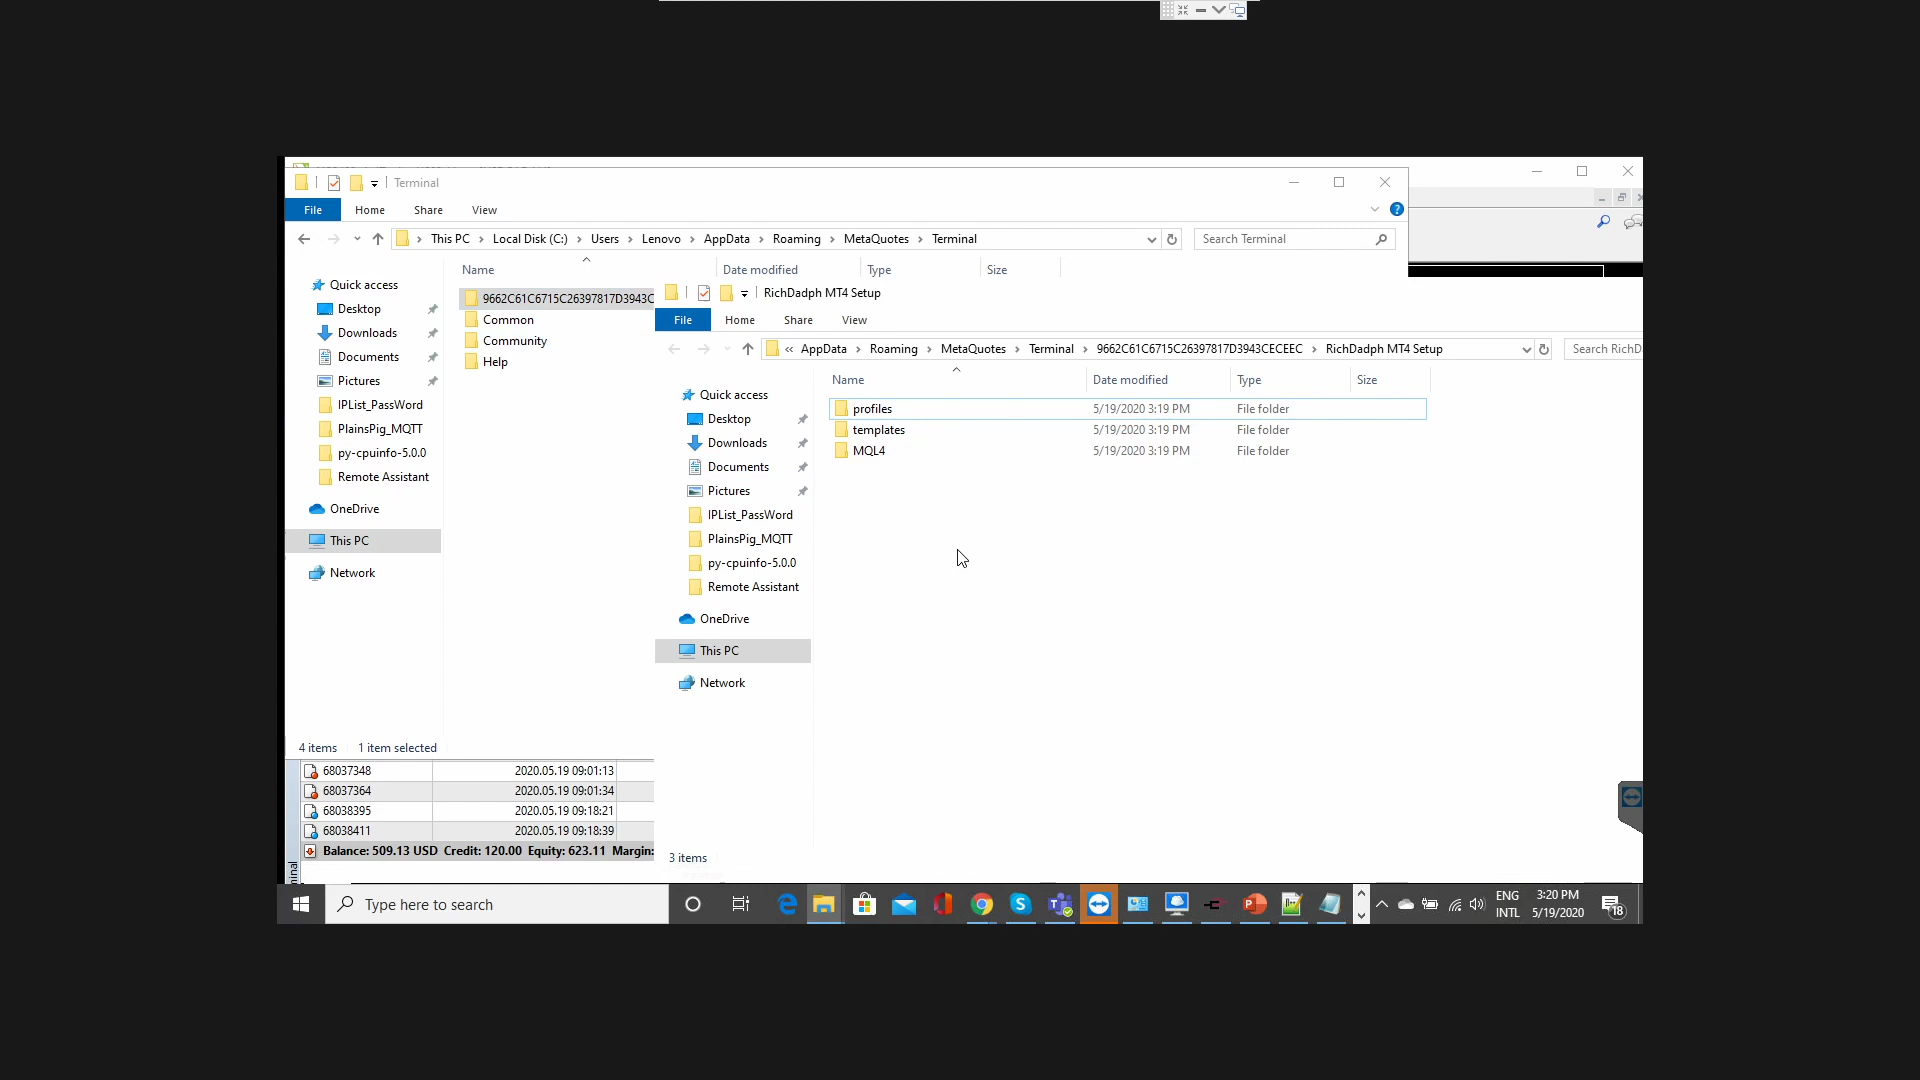 Terminal
File Home Share View
This PC Local Disk (C:) Users Lenovo AppData Roaming MetaQuotes Terminal
Search Terminal
Name Date modified Type Size
Quick access
Desktop
Downloads
Documents
Pictures
IPList_PassWord
PlainsPig_MQTT
py-cpuinfo-5.0.0
Remote Assistant
OneDrive
This PC
Network
9662C61C6715C26397817D3943C
Common
Community
Help
4 items 1 item selected
RichDadph MT4 Setup
File Home Share View
« AppData Roaming MetaQuotes Terminal 9662C61C6715C26397817D3943CECEEC RichDadph MT4 Setup
Search RichD
Name Date modified Type Size
Quick access
Desktop
Downloads
Documents
Pictures
IPList_PassWord
PlainsPig_MQTT
py-cpuinfo-5.0.0
Remote Assistant
OneDrive
This PC
Network
profiles 5/19/2020 3:19 PM File folder
templates 5/19/2020 3:19 PM File folder
MQL4 5/19/2020 3:19 PM File folder
3 items
68037348 2020.05.19 09:01:13
68037364 2020.05.19 09:01:34
68038395 2020.05.19 09:18:21
68038411 2020.05.19 09:18:39
Balance: 509.13 USD Credit: 120.00 Equity: 623.11 Margin:
Type here to search
ENG
INTL
3:20 PM
5/19/2020
18